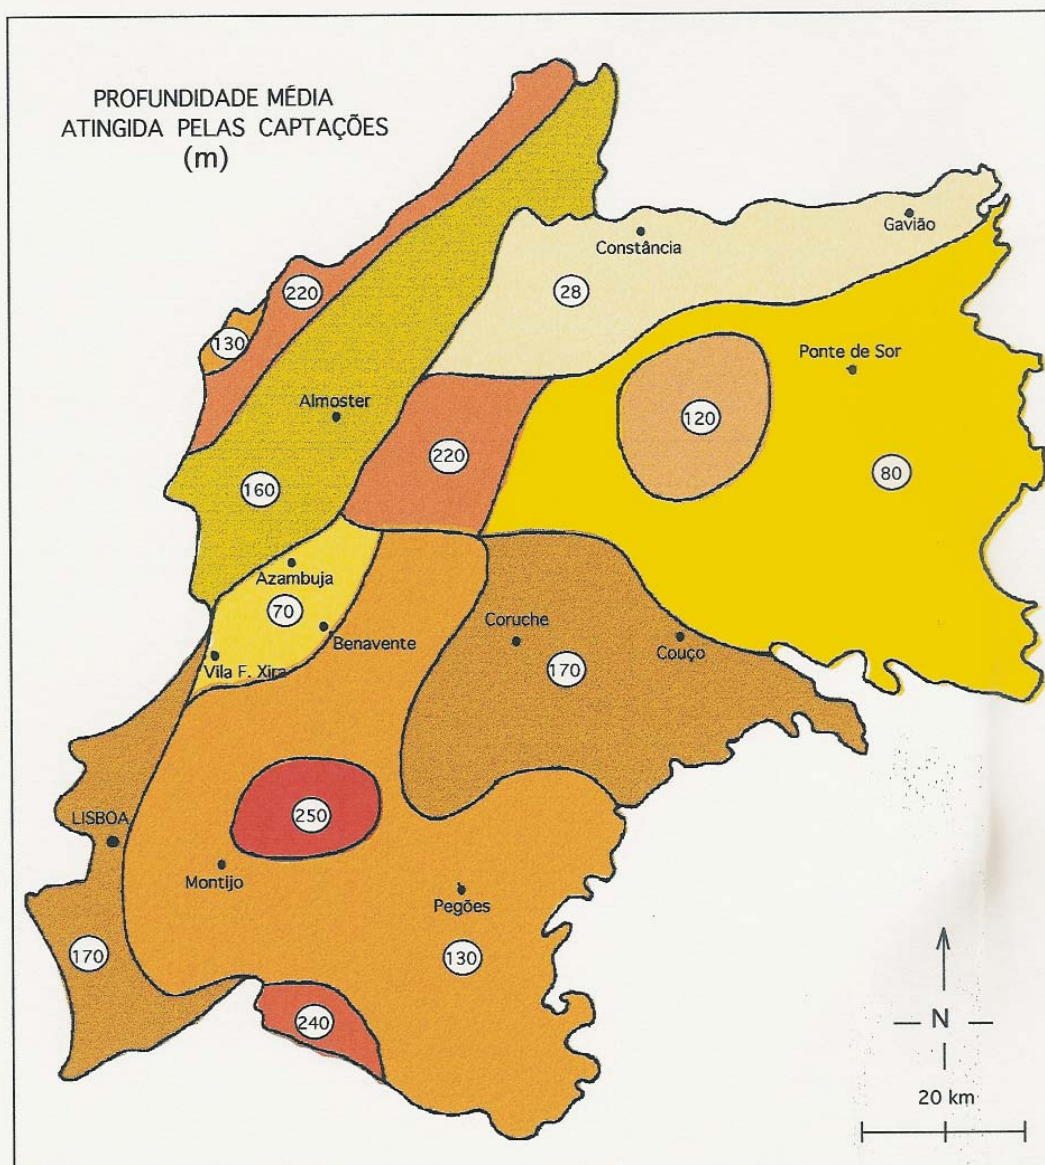 PROFUNDIDADE MÉDIA
ATINGIDA PELAS CAPTAÇÕES
(m)
Gavião
Constância
28
220
130
Ponte de Sor
Almoster
120
220
80
160
Azambuja
70
Benavente
Coruche
Couço
Vila F. Xira
170
250
LISBOA
Montijo
Pegões
170
130
240
N
20 km